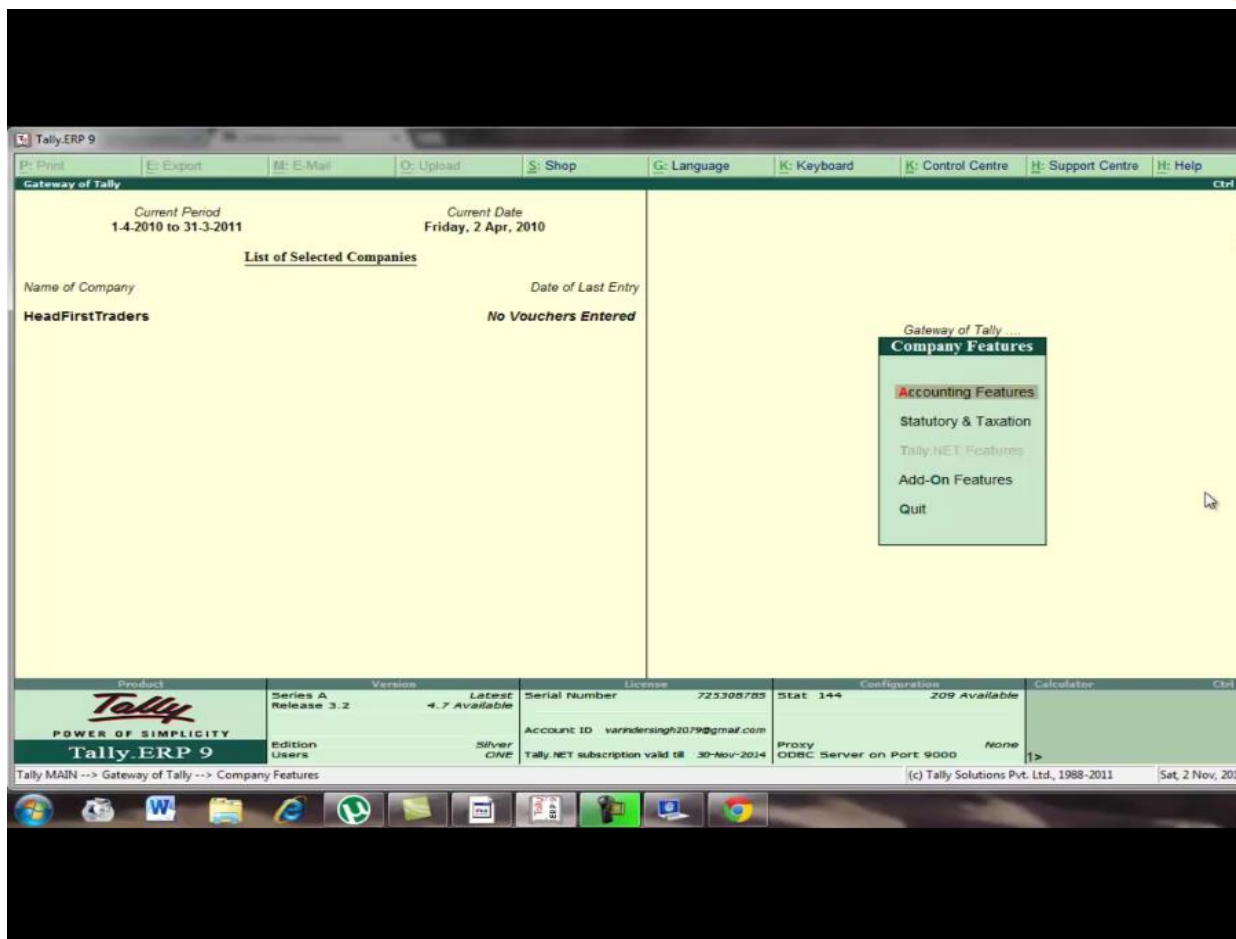 Tally.ERP 9
P: Print E: Export M: E-Mail O: Upload S: Shop G: Language K: Keyboard K: Control Centre H: Support Centre H: Help
Gateway of Tally Ctrl
Current Period Current Date
1-4-2010 to 31-3-2011 Friday, 2 Apr, 2010
List of Selected Companies
Name of Company Date of Last Entry
HeadFirstTraders No Vouchers Entered
Gateway of Tally ....
Company Features
Accounting Features
Statutory & Taxation
Tally.NET Features
Add-On Features
Quit
Product Version License Configuration Calculator Ctrl
Tally
POWER OF SIMPLICITY
Tally.ERP 9
Series A Latest
Release 3.2 4.7 Available
Edition Silver
Users ONE
Serial Number 725308785
Account ID varindersingh2079@gmail.com
Tally.NET subscription valid till 30-Nov-2014
Stat 144 209 Available
Proxy None
ODBC Server on Port 9000
1>
Tally MAIN --> Gateway of Tally --> Company Features (c) Tally Solutions Pvt. Ltd., 1988-2011 Sat, 2 Nov, 20